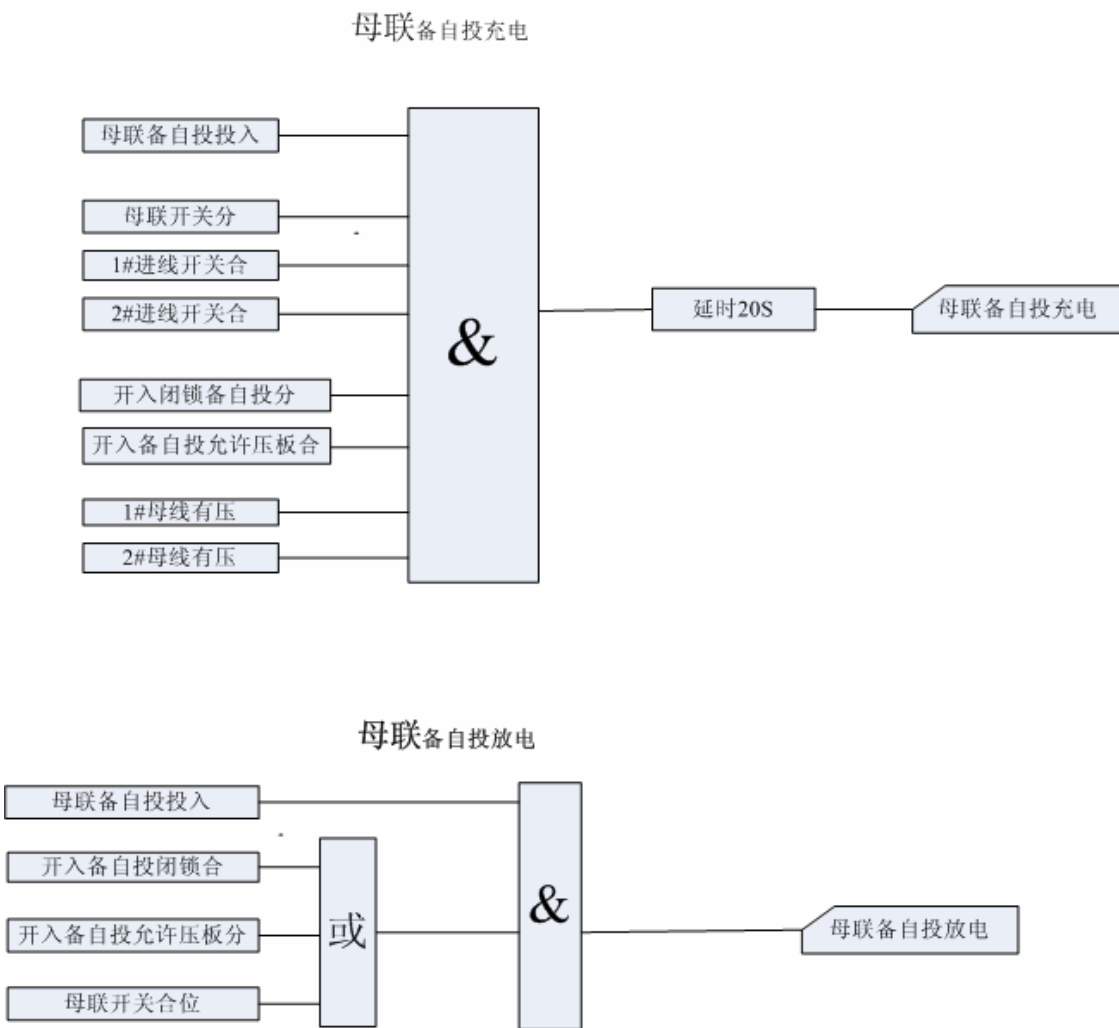 母联备自投充电
母联备自投投入
母联开关分
1#进线开关合
2#进线开关合
&
延时20S
母联备自投充电
开入闭锁备自投分
开入备自投允许压板合
1#母线有压
2#母线有压
母联备自投放电
母联备自投投入
开入备自投闭锁合
开入备自投允许压板分
母联开关合位
或
&
母联备自投放电